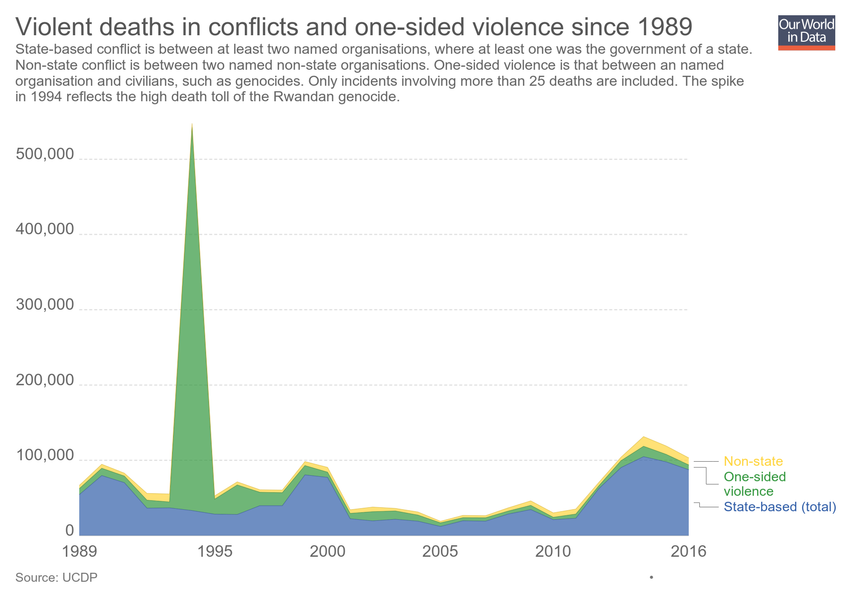 Violent deaths in conflicts and one-sided violence since 1989
Our World
in Data
State-based conflict is between at least two named organisations, where at least one was the government of a state.
Non-state conflict is between two named non-state organisations. One-sided violence is that between an named
organisation and civilians, such as genocides. Only incidents involving more than 25 deaths are included. The spike
in 1994 reflects the high death toll of the Rwandan genocide.
500,000
400,000
300,000
200,000
100,000
0
Non-state
One-sided
violence
State-based (total)
1989 1995 2000 2005 2010 2016
Source: UCDP